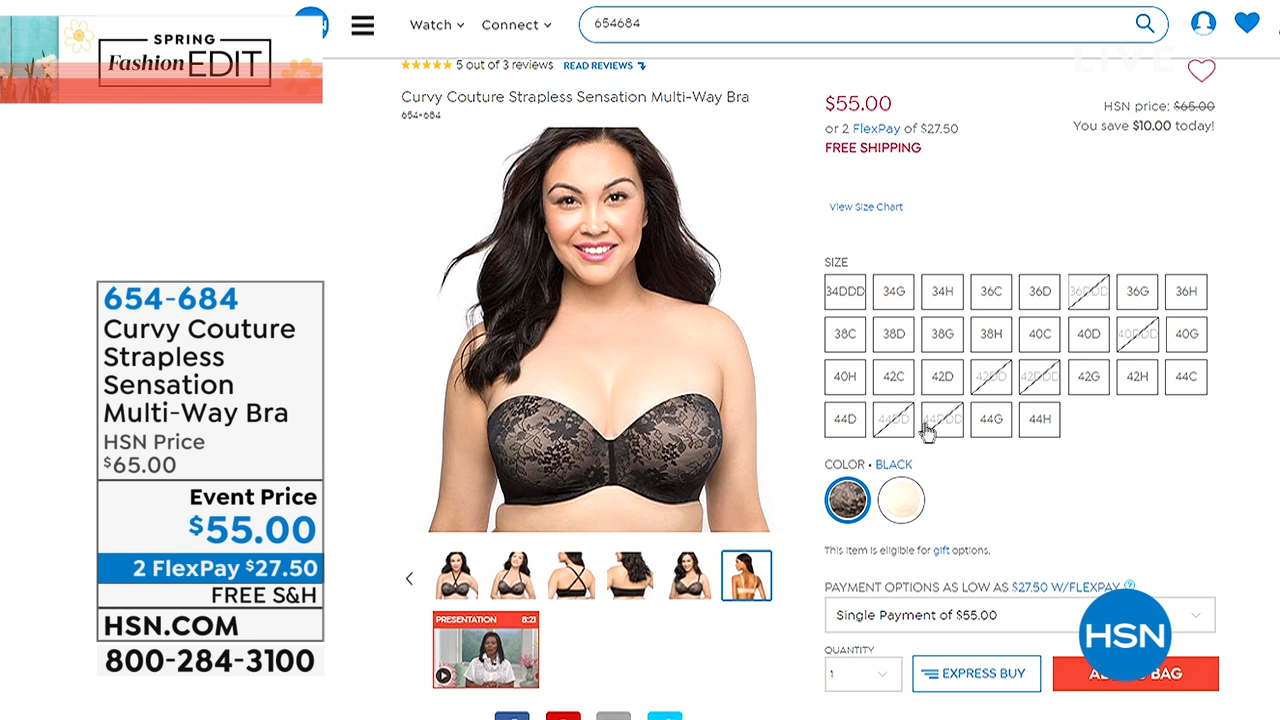 SPRING
Fashion EDIT
Watch
Connect
654684
LIVE
5 out of 3 reviews READ REVIEWS
Curvy Couture Strapless Sensation Multi-Way Bra
654-684
$55.00
HSN price: $65.00
or 2 FlexPay of $27.50
You save $10.00 today!
FREE SHIPPING
View Size Chart
SIZE
34DDD 34G 34H 36C 36D 36DDD 36G 36H
38C 38D 38G 38H 40C 40D 40DDD 40G
40H 42C 42D 42DD 42DDD 42G 42H 44C
44D 44DD 44DDD 44G 44H
COLOR • BLACK
This item is eligible for gift options.
PAYMENT OPTIONS AS LOW AS $27.50 W/FLEXPAY ?
Single Payment of $55.00
QUANTITY
1
EXPRESS BUY
BAG
HSN
PRESENTATION 8:21
654-684
Curvy Couture
Strapless
Sensation
Multi-Way Bra
HSN Price
$65.00
Event Price
$55.00
2 FlexPay $27.50
FREE S&H
HSN.COM
800-284-3100